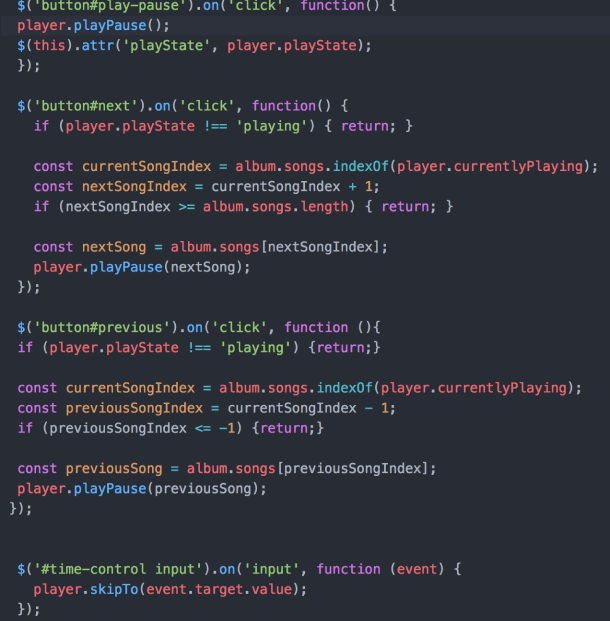 $('button#play-pause').on('click', function() {
player.playPause();
$(this).attr('playState', player.playState);
});
$('button#next').on('click', function() {
if (player.playState !== 'playing') { return; }
const currentSongIndex = album.songs.indexOf(player.currentlyPlaying);
const nextSongIndex = currentSongIndex + 1;
if (nextSongIndex >= album.songs.length) { return; }
const nextSong = album.songs[nextSongIndex];
player.playPause(nextSong);
});
$('button#previous').on('click', function (){
if (player.playState !== 'playing') {return;}
const currentSongIndex = album.songs.indexOf(player.currentlyPlaying);
const previousSongIndex = currentSongIndex - 1;
if (previousSongIndex <= -1) {return;}
const previousSong = album.songs[previousSongIndex];
player.playPause(previousSong);
});
$('#time-control input').on('input', function (event) {
player.skipTo(event.target.value);
});